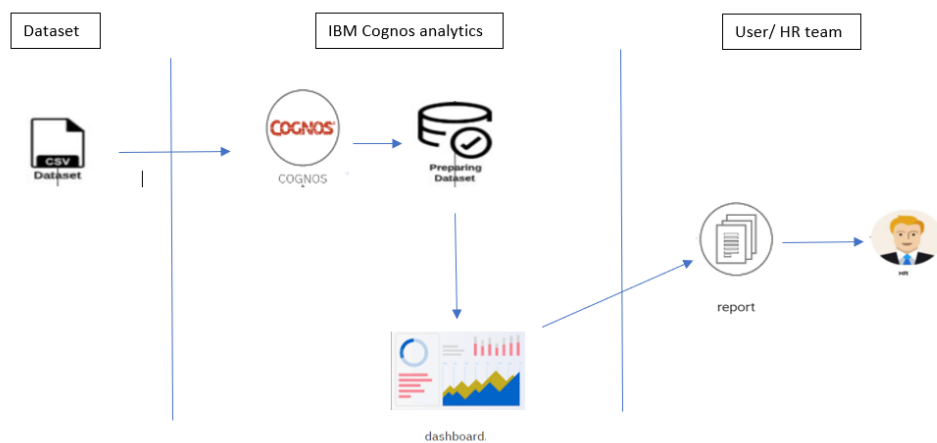 Dataset
IBM Cognos analytics
User/ HR team
CSV
Dataset
COGNOS
COGNOS
Preparing
Dataset
report
HR
dashboard.